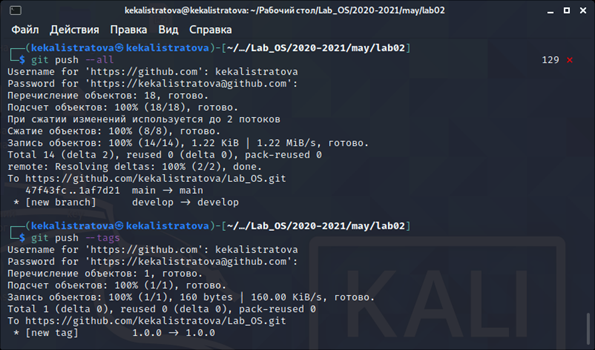 kekalistratova@kekalistratova: ~/Рабочий стол/Lab_OS/2020-2021/may/lab02
Файл Действия Правка Вид Справка
┌──(kekalistratova㉿kekalistratova)-[~/…/Lab_OS/2020-2021/may/lab02]
└─$ git push --all 129 ⨯
Username for 'https://github.com': kekalistratova
Password for 'https://kekalistratova@github.com':
Перечисление объектов: 18, готово.
Подсчет объектов: 100% (18/18), готово.
При сжатии изменений используется до 2 потоков
Сжатие объектов: 100% (8/8), готово.
Запись объектов: 100% (14/14), 1.22 KiB | 1.22 MiB/s, готово.
Total 14 (delta 2), reused 0 (delta 0), pack-reused 0
remote: Resolving deltas: 100% (2/2), done.
To https://github.com/kekalistratova/Lab_OS.git
47f43fc..1af7d21 main -> main
* [new branch] develop -> develop
┌──(kekalistratova㉿kekalistratova)-[~/…/Lab_OS/2020-2021/may/lab02]
└─$ git push --tags
Username for 'https://github.com': kekalistratova
Password for 'https://kekalistratova@github.com':
Перечисление объектов: 1, готово.
Подсчет объектов: 100% (1/1), готово.
Запись объектов: 100% (1/1), 160 bytes | 160.00 KiB/s, готово.
Total 1 (delta 0), reused 0 (delta 0), pack-reused 0
To https://github.com/kekalistratova/Lab_OS.git
* [new tag] 1.0.0 -> 1.0.0
KALI